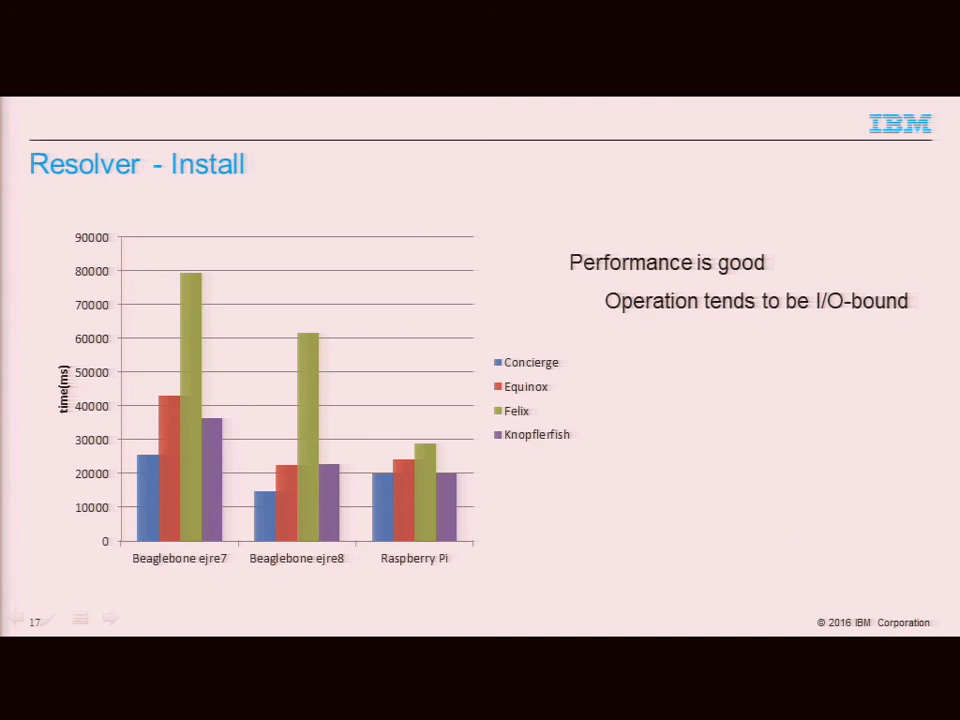 IBM
Resolver - Install
Performance is good
Operation tends to be I/O-bound
time(ms)
90000
80000
70000
60000
50000
40000
30000
20000
10000
0
Beaglebone ejre7
Beaglebone ejre8
Raspberry Pi
Concierge
Equinox
Felix
Knopflerfish
17
© 2016 IBM Corporation